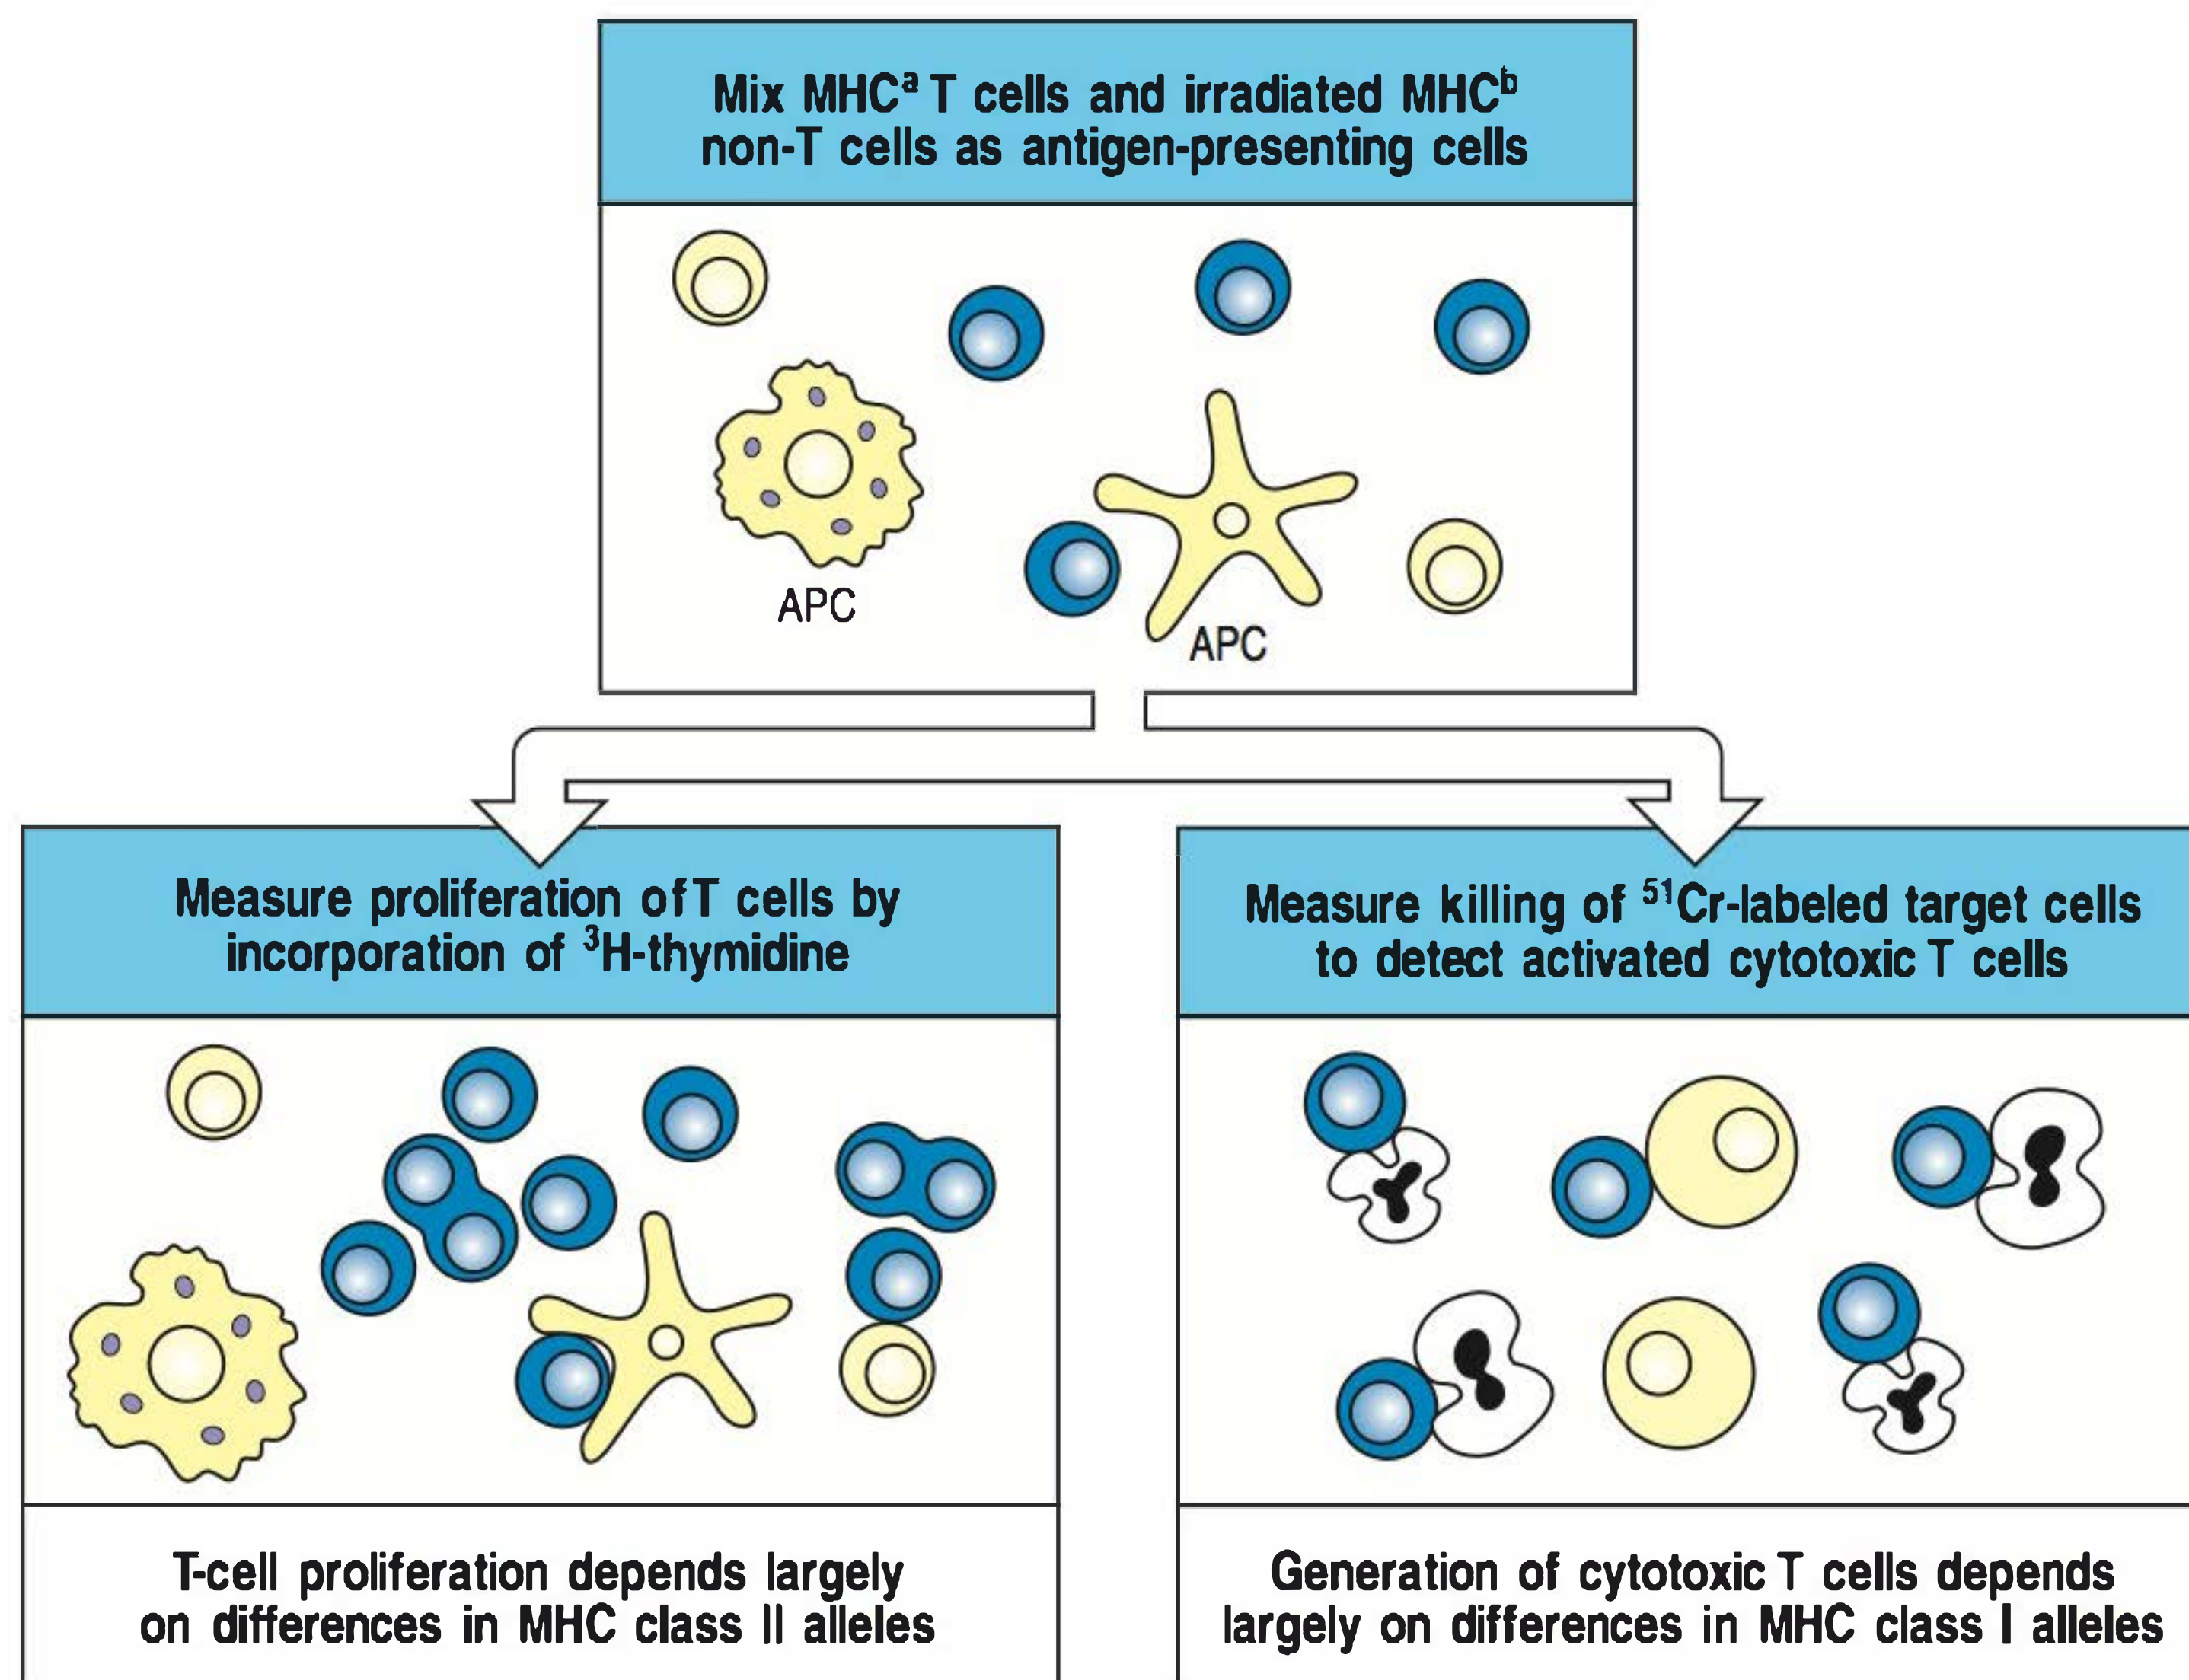 Mix MHCᵃ T cells and irradiated MHCᵇ
non-T cells as antigen-presenting cells
APC
APC
Measure proliferation of T cells by
incorporation of ³H-thymidine
Measure killing of ⁵¹Cr-labeled target cells
to detect activated cytotoxic T cells
T-cell proliferation depends largely
on differences in MHC class II alleles
Generation of cytotoxic T cells depends
largely on differences in MHC class I alleles